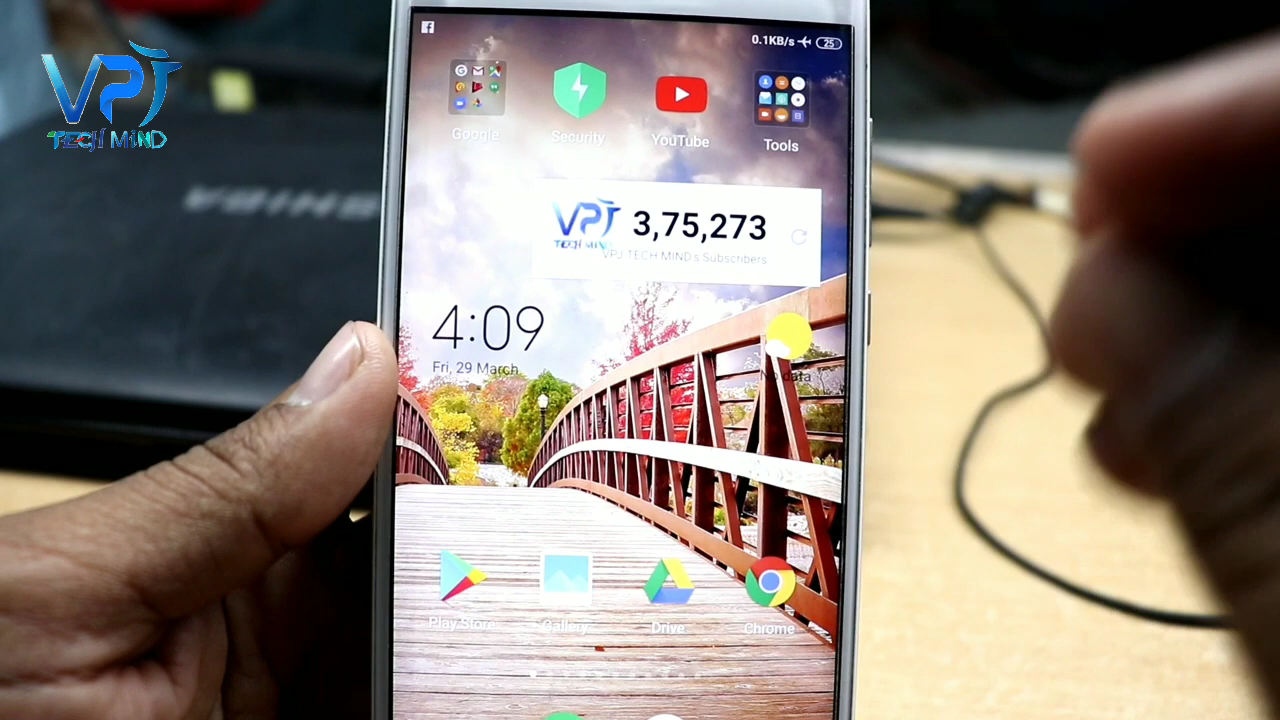 VPJ
TECH MiND
0.1KB/s
25
Google
Security
YouTube
Tools
VPJ
TECH MiND
3,75,273
VPJ TECH MIND's Subscribers
4:09
Fri, 29 March
No data
Play Store
Gallery
Drive
Chrome
TOSHIBA